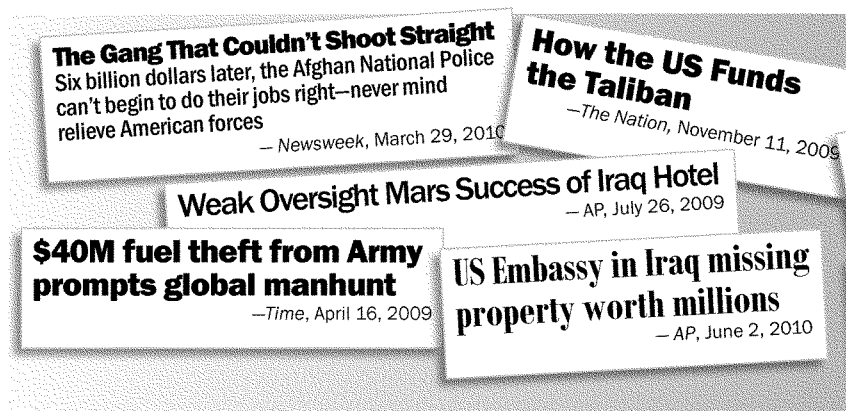 The Gang That Couldn't Shoot Straight
Six billion dollars later, the Afghan National Police
can't begin to do their jobs right—never mind
relieve American forces
— Newsweek, March 29, 2010
How the US Funds
the Taliban
—The Nation, November 11, 2009
Weak Oversight Mars Success of Iraq Hotel
— AP, July 26, 2009
$40M fuel theft from Army
prompts global manhunt
—Time, April 16, 2009
US Embassy in Iraq missing
property worth millions
— AP, June 2, 2010